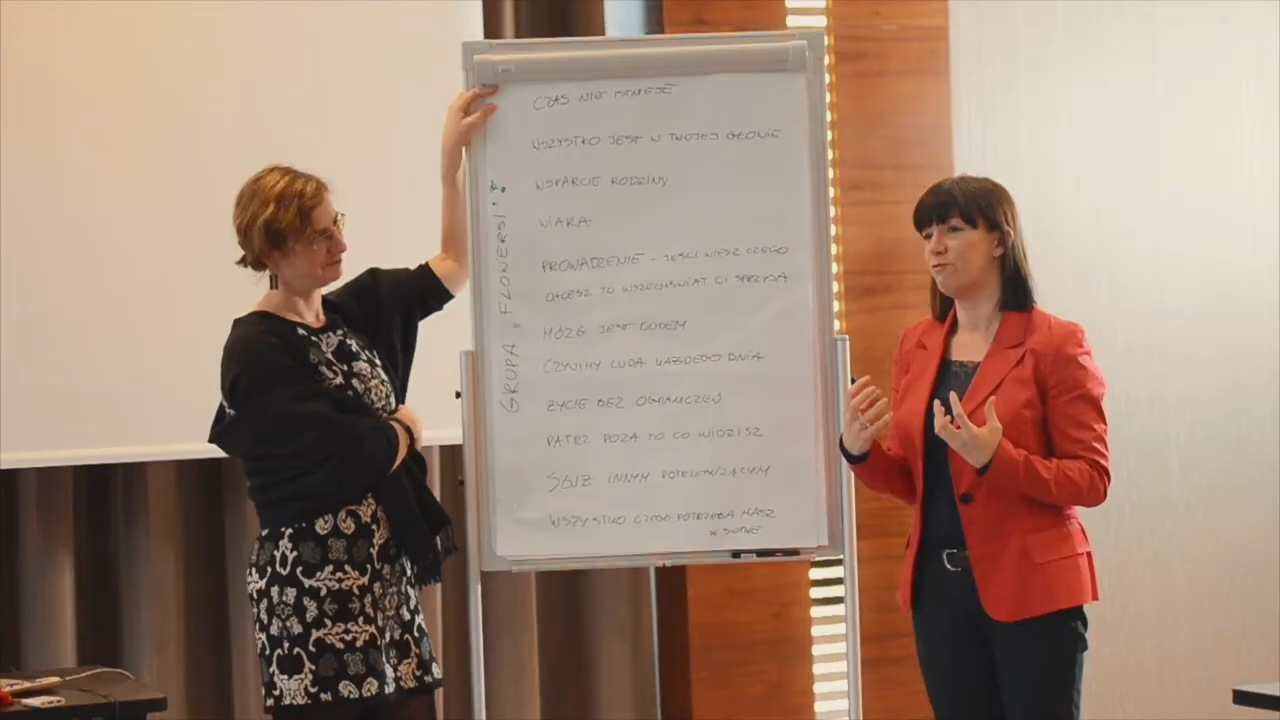 GRUPA "FLOWERSI"
CZAS NIE ISTNIEJE
WSZYSTKO JEST W TWOJEJ GŁOWIE
WSPARCIE RODZINY
WIARA
PROWADZENIE - JEŚLI WIESZ CZEGO
CHCESZ TO WSZECHŚWIAT CI SPRZYJA
MÓZG JEST CUDEM
CZYNIMY CUDA KAŻDEGO DNIA
ŻYCIE BEZ OGRANICZEŃ
PATRZ POZA TO CO WIDZISZ
SŁUŻ INNYM POTRZEBUJĄCYM
WSZYSTKO CZEGO POTRZEBA MASZ
W SOBIE